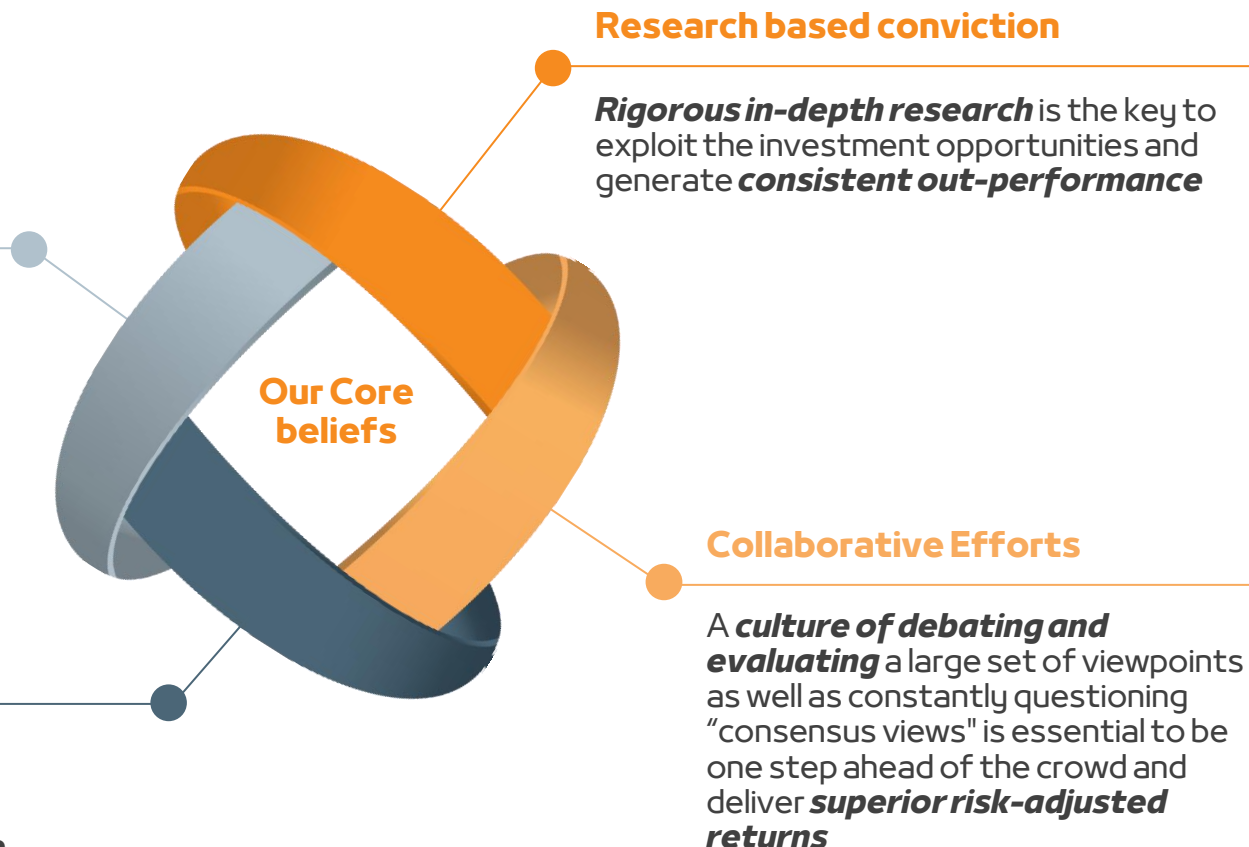 Research based conviction
Rigorous in-depth research is the key to
exploit the investment opportunities and
generate consistent out-performance
Our Core
beliefs
Collaborative Efforts
A culture of debating and
evaluating a large set of viewpoints
as well as constantly questioning
“consensus views" is essential to be
one step ahead of the crowd and
deliver superior risk-adjusted
returns